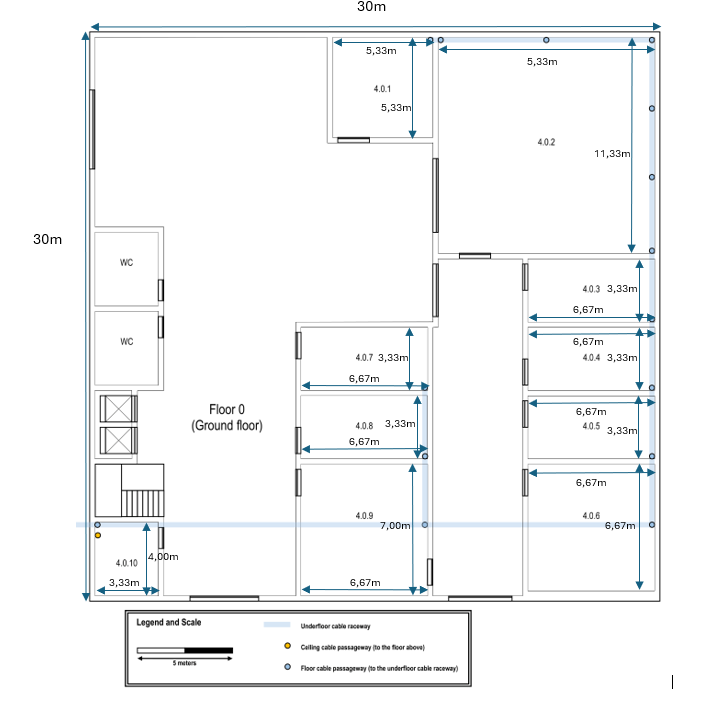 30m
5,33m
4.0.1
5,33m
5,33m
4.0.2
11,33m
30m
WC
WC
4.0.3 3,33m
6,67m
6,67m
4.0.4 3,33m
4.0.7 3,33m
6,67m
6,67m
4.0.5 3,33m
4.0.8 3,33m
6,67m
Floor 0
(Ground floor)
6,67m
4.0.9
7,00m
4.0.6
6,67m
4.0.10
4,00m
3,33m
6,67m
Legend and Scale
5 meters
Underfloor cable raceway
Ceiling cable passageway (to the floor above)
Floor cable passageway (to the underfloor cable raceway)